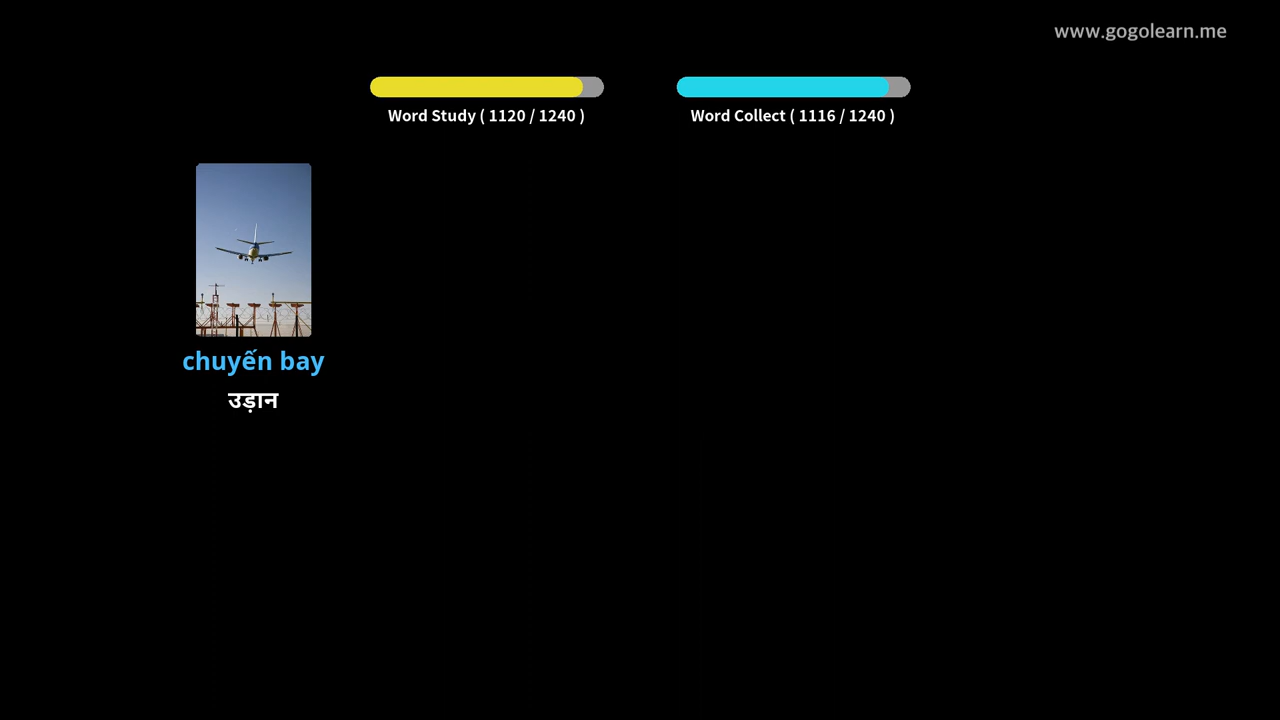 www.gogolearn.me
Word Study ( 1120 / 1240 )
Word Collect ( 1116 / 1240 )
chuyến bay
उड़ान